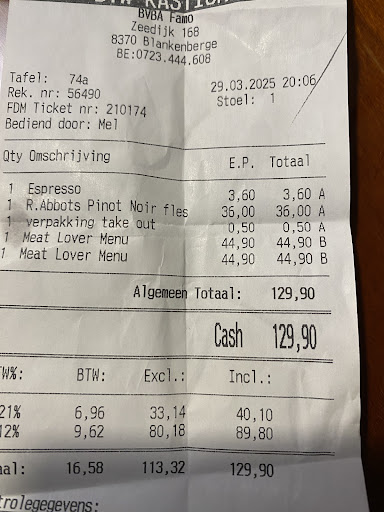 BTW KASTICKET
BVBA Famo
Zeedijk 168
8370 Blankenberge
BE:0723.444.608
Tafel: 74a 29.03.2025 20:06
Rek. nr: 56490 Stoel: 1
FDM Ticket nr: 210174
Bediend door: Mel
Qty Omschrijving E.P. Totaal
1 Espresso 3,60 3,60 A
1 R.Abbots Pinot Noir fles 36,00 36,00 A
1 verpakking take out 0,50 0,50 A
1 Meat Lover Menu 44,90 44,90 B
1 Meat Lover Menu 44,90 44,90 B
Algemeen Totaal: 129,90
Cash 129,90
TW%: BTW: Excl.: Incl.:
21% 6,96 33,14 40,10
12% 9,62 80,18 89,80
aal: 16,58 113,32 129,90
trolegegevens: